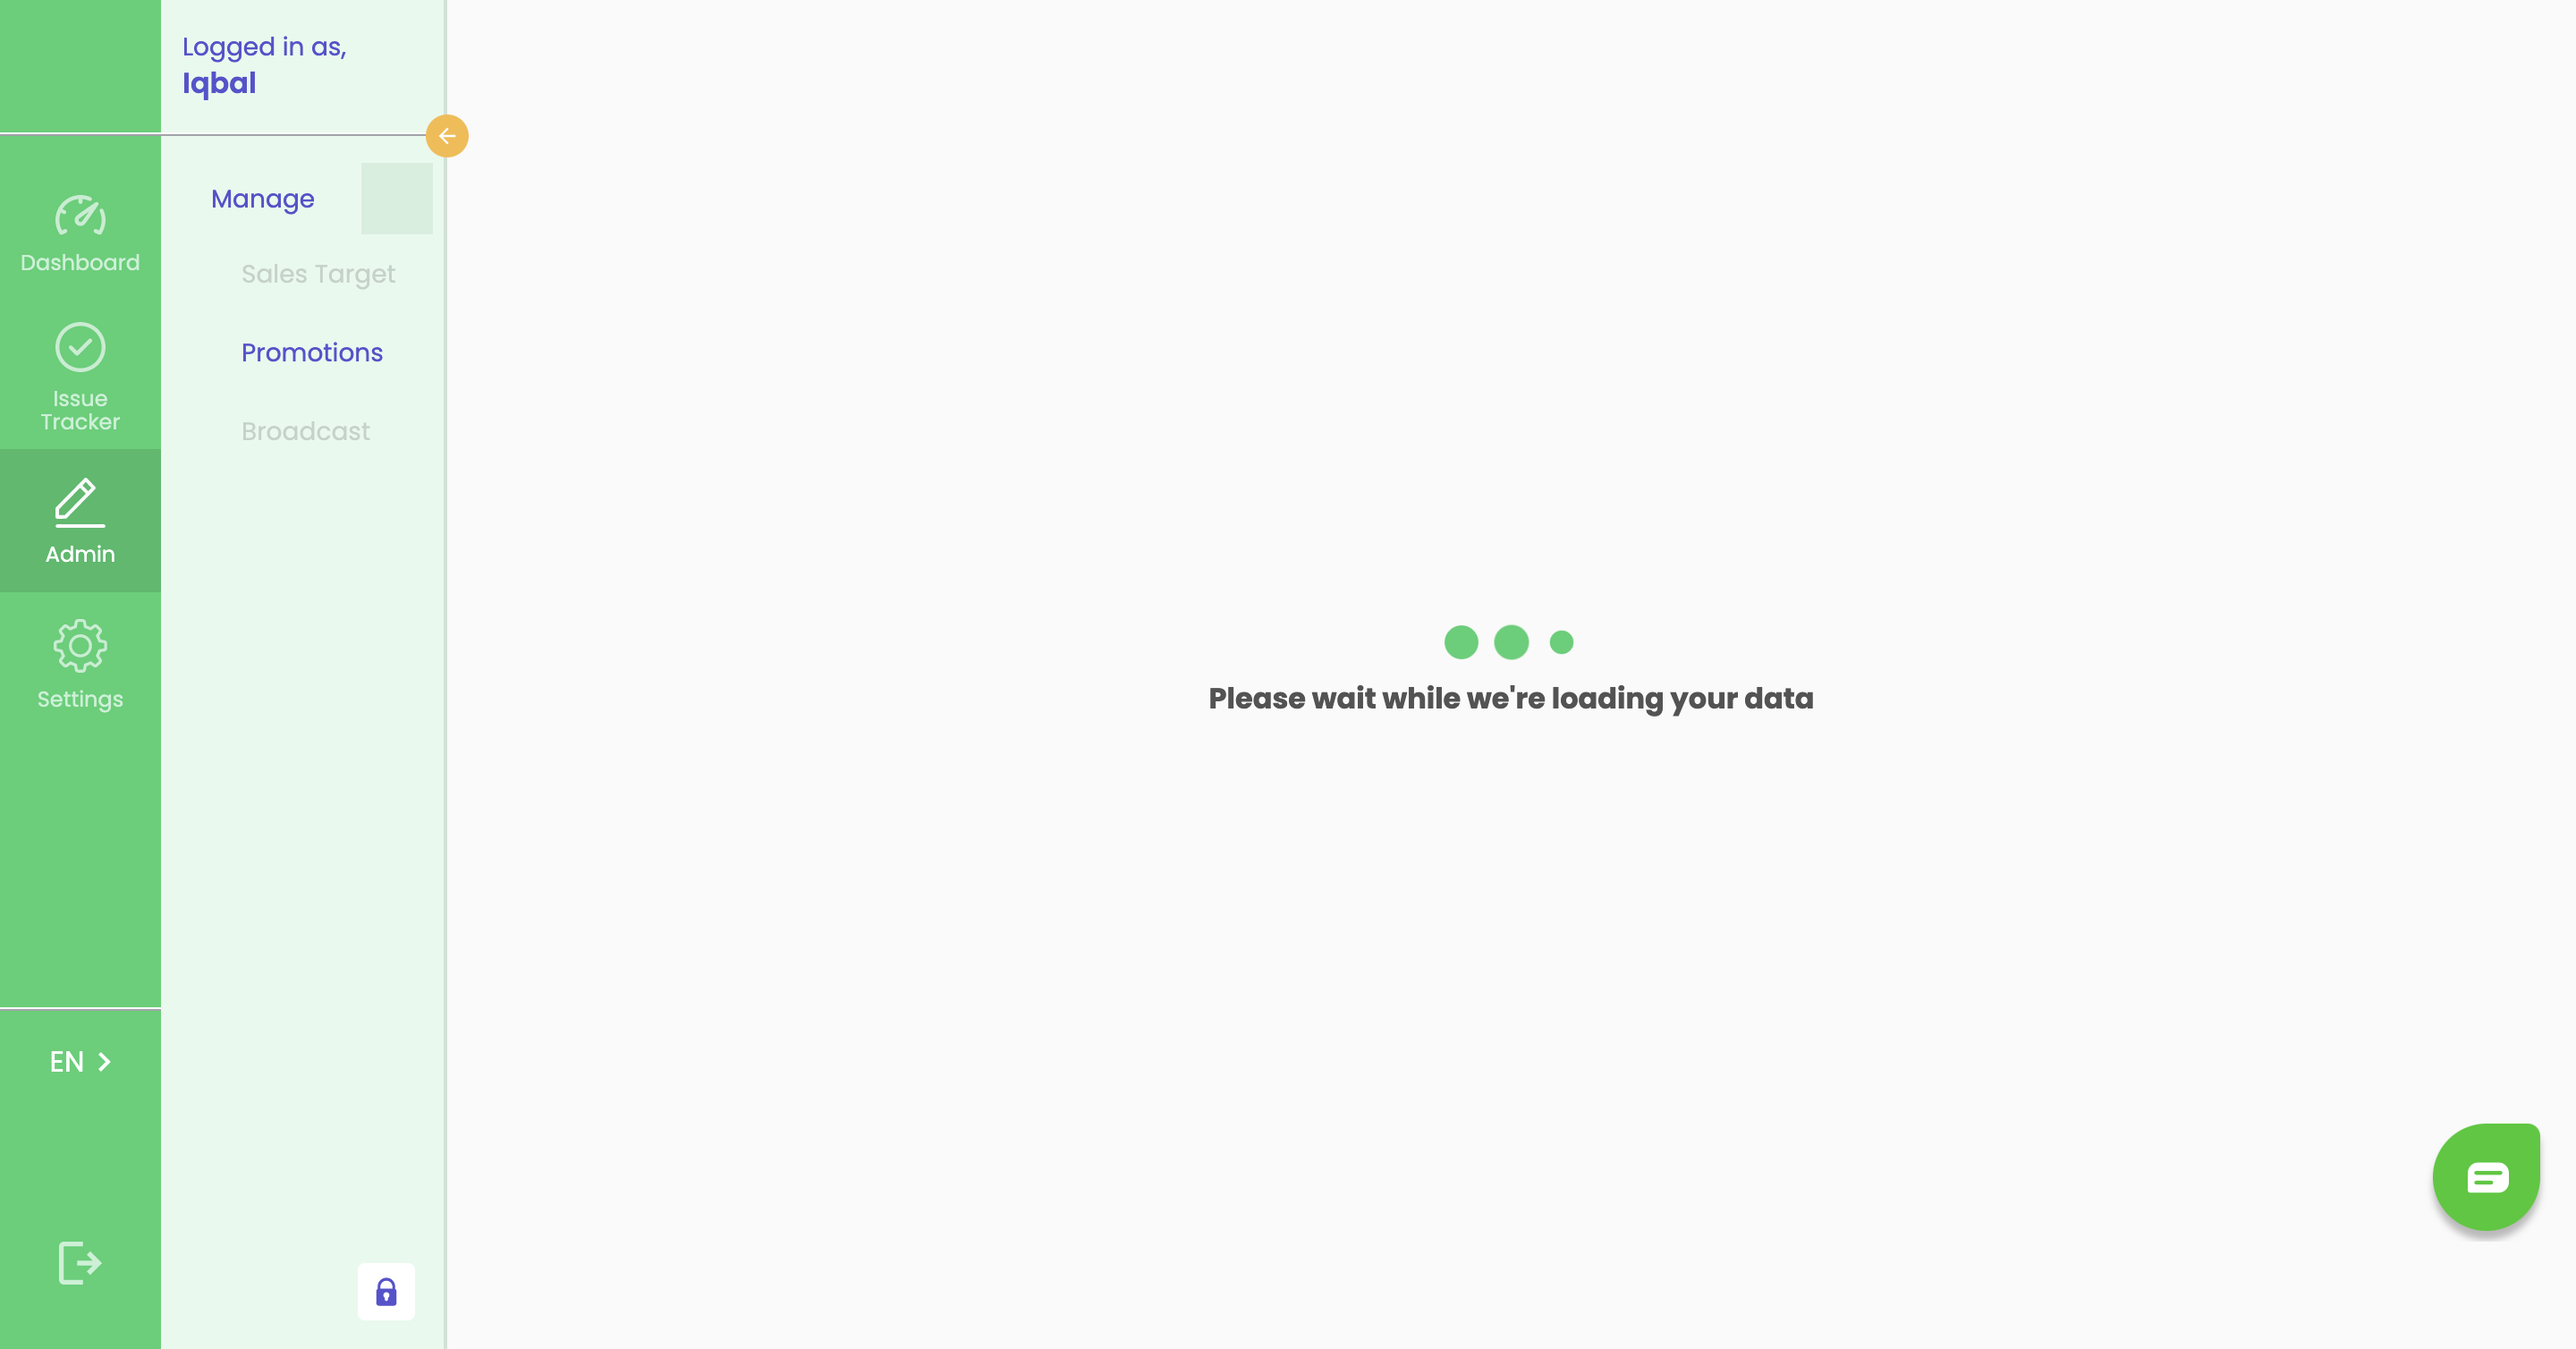 Logged in as,
Iqbal
Dashboard
Issue
Tracker
Admin
Settings
EN
Manage
Sales Target
Promotions
Broadcast
Please wait while we're loading your data